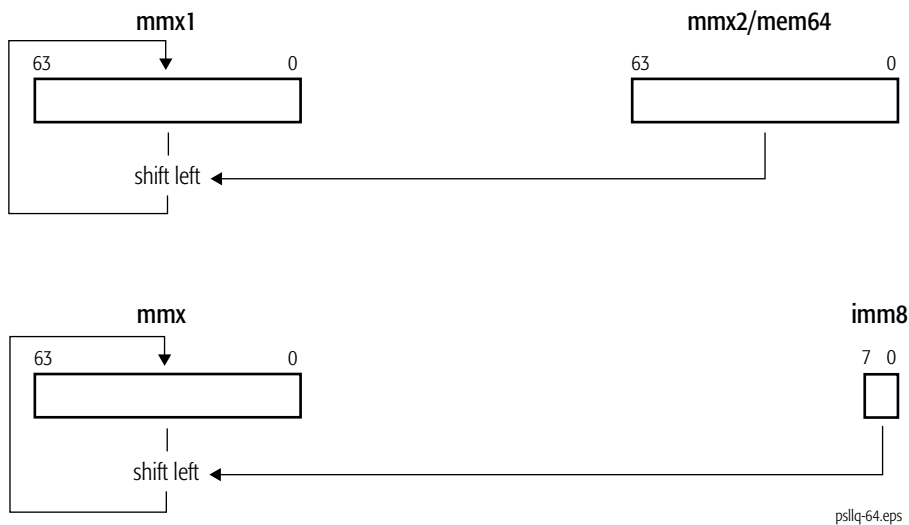 mmx1 mmx2/mem64
63 0 63 0
shift left
mmx imm8
63 0 7 0
shift left
psllq-64.eps